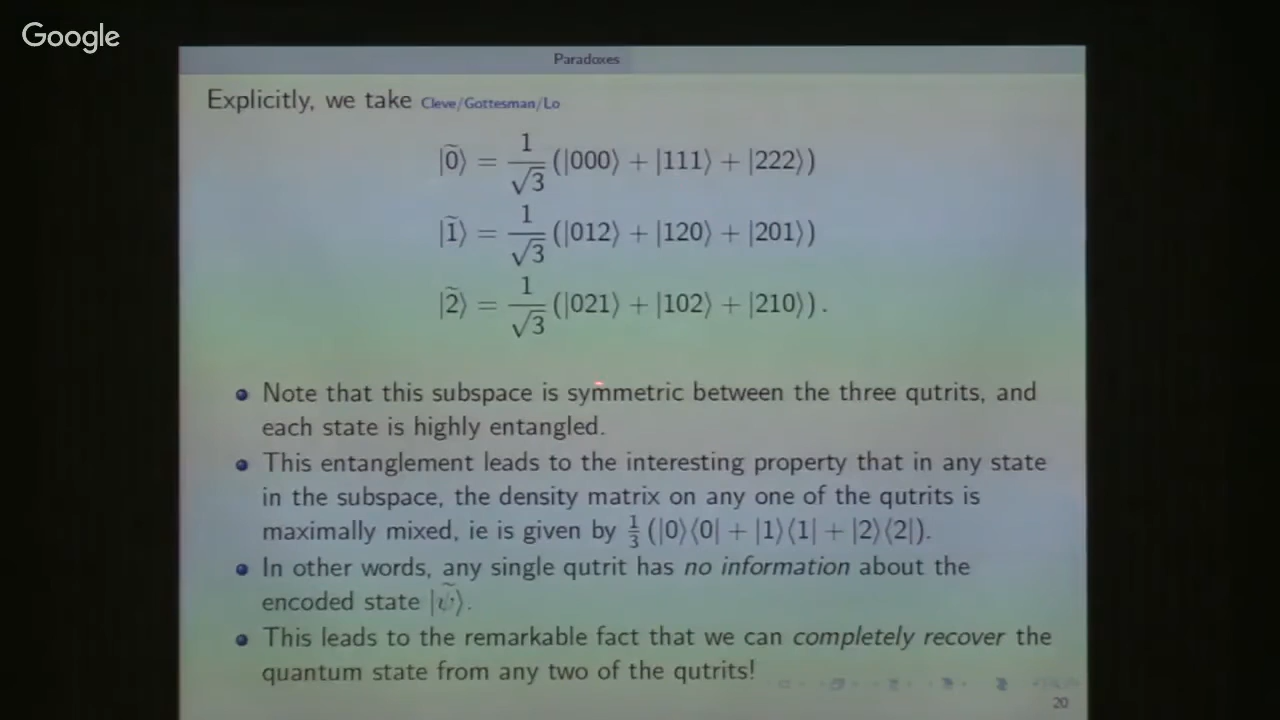 Google
Paradoxes
Explicitly, we take Cleve/Gottesman/Lo
|0̃⟩ = 1/√3 (|000⟩ + |111⟩ + |222⟩)
|1̃⟩ = 1/√3 (|012⟩ + |120⟩ + |201⟩)
|2̃⟩ = 1/√3 (|021⟩ + |102⟩ + |210⟩) .
Note that this subspace is symmetric between the three qutrits, and
each state is highly entangled.
This entanglement leads to the interesting property that in any state
in the subspace, the density matrix on any one of the qutrits is
maximally mixed, ie is given by 1/3 (|0⟩⟨0| + |1⟩⟨1| + |2⟩⟨2|).
In other words, any single qutrit has no information about the
encoded state |ψ̃⟩.
This leads to the remarkable fact that we can completely recover the
quantum state from any two of the qutrits!
20